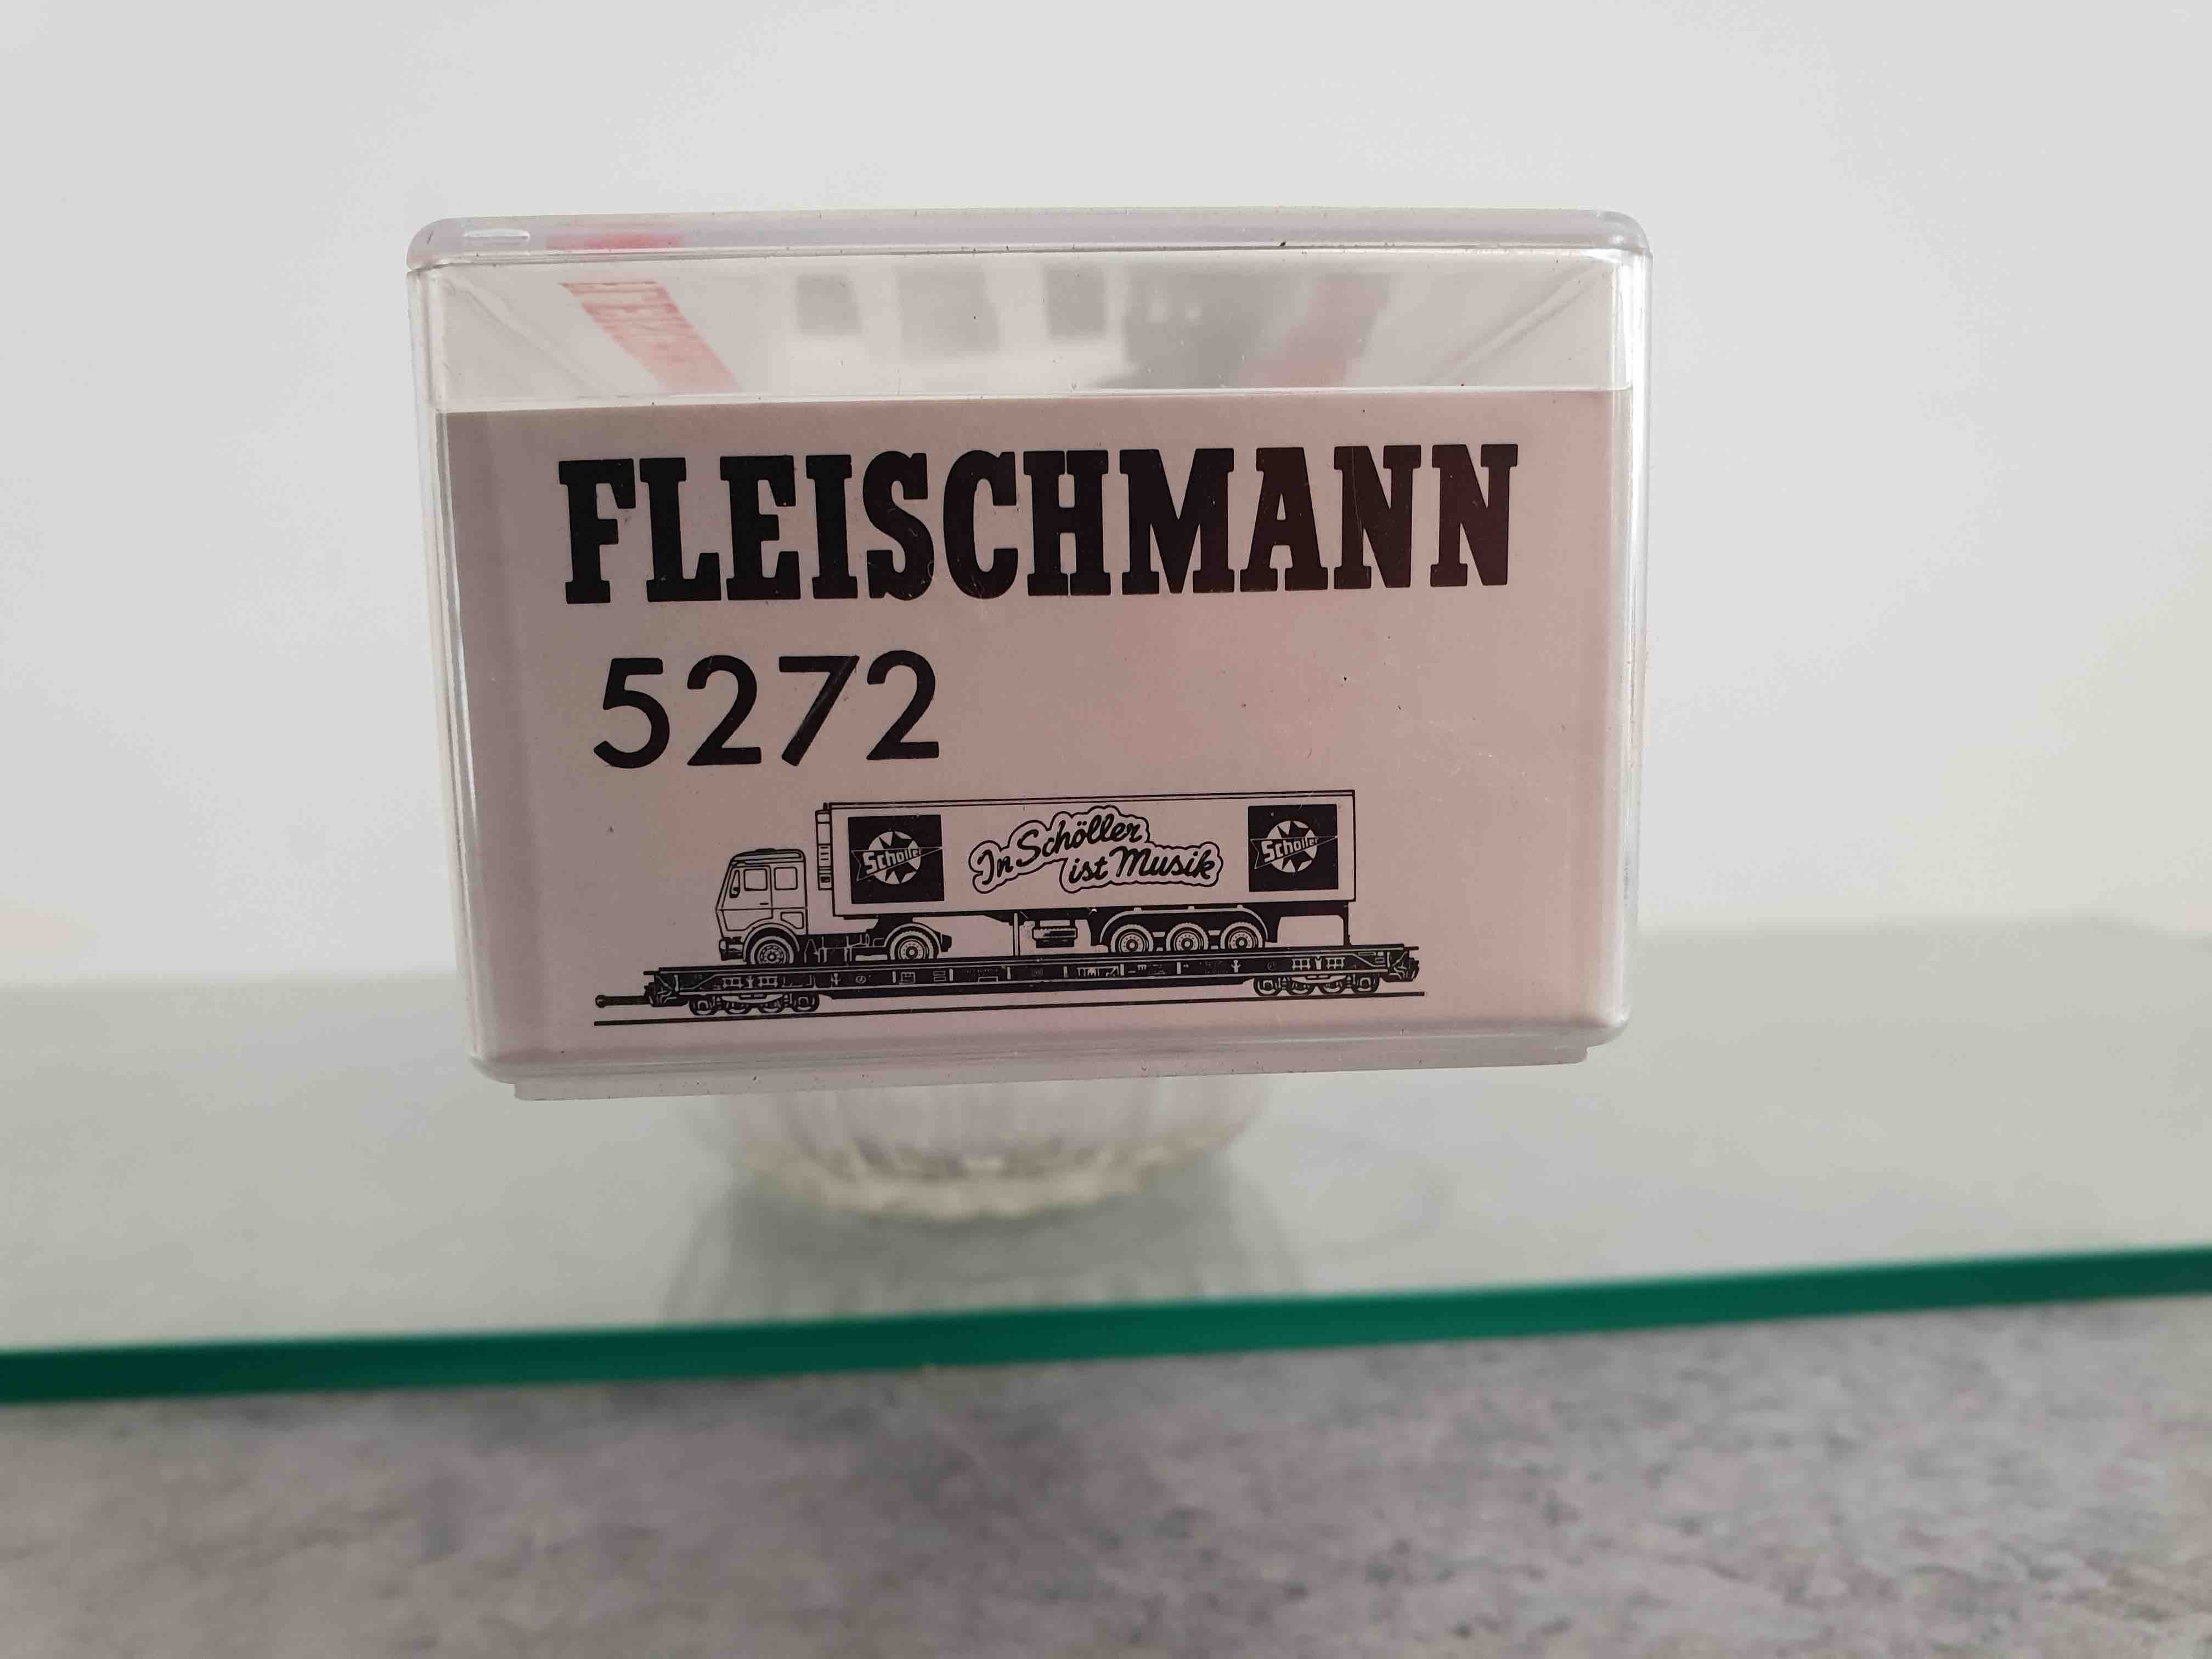 FLEISCHMANN
5272
Schöller
In Schöller
ist Musik
Schöller